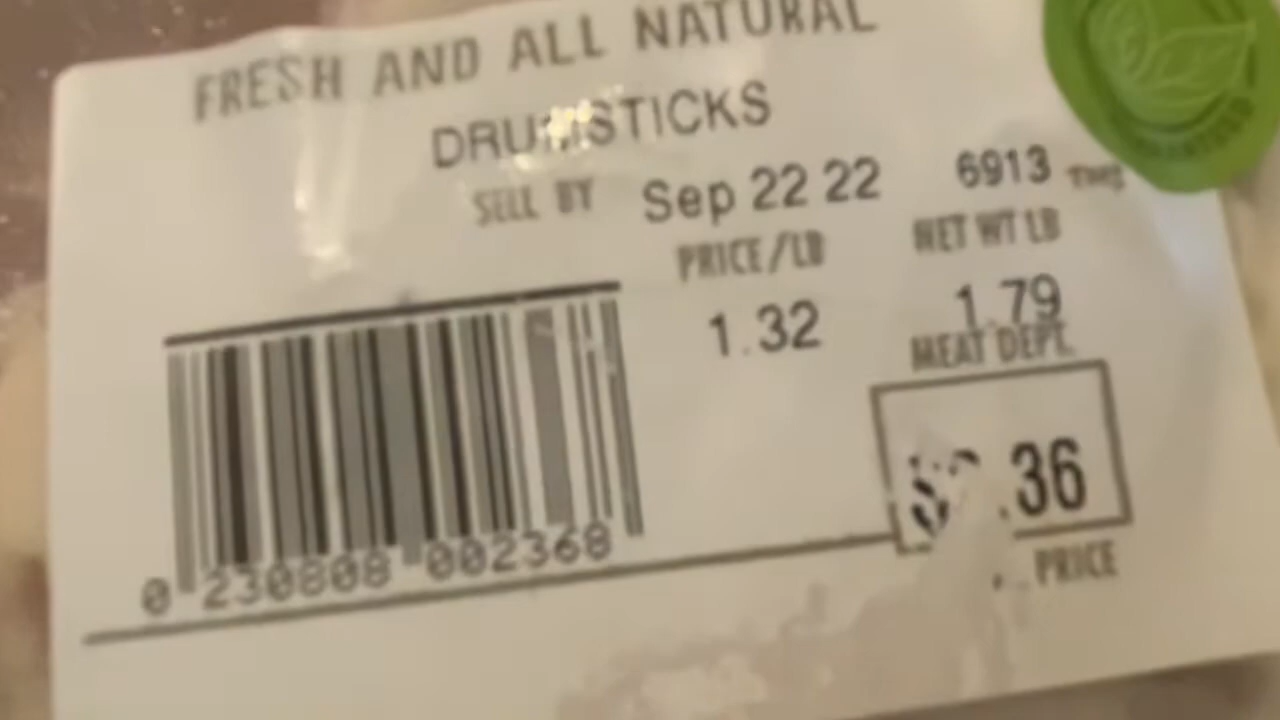 FRESH AND ALL NATURAL
DRUMSTICKS
SELL BY Sep 22 22 6913
PRICE/LB NET WT LB
1.32 1.79
MEAT DEPT.
.36
PRICE
0 230808 002368